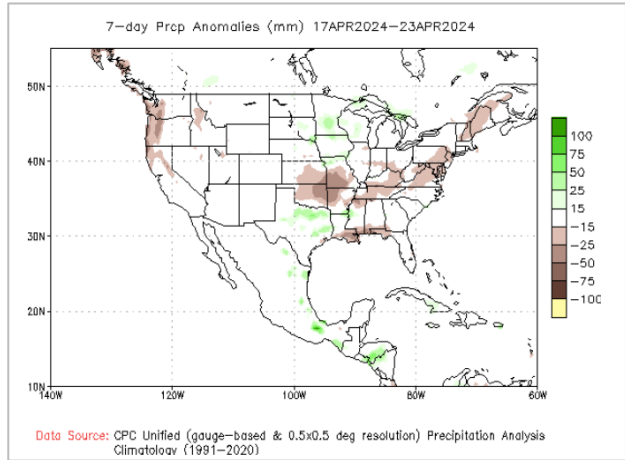 7-day Prcp Anomalies (mm) 17APR2024-23APR2024
50N
40N
30N
20N
10N
140W 120W 100W 80W 60W
100
75
50
25
15
-15
-25
-50
-75
-100
Data Source: CPC Unified (gauge-based & 0.5x0.5 deg resolution) Precipitation Analysis
Climatology (1991-2020)